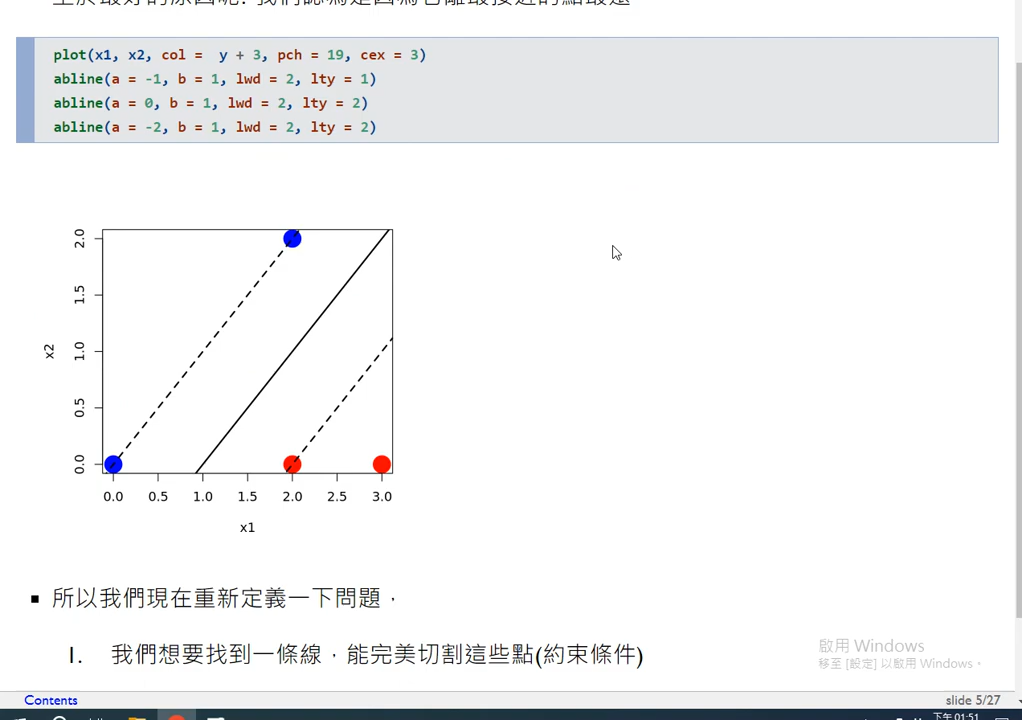 plot(x1, x2, col =  y + 3, pch = 19, cex = 3)
abline(a = -1, b = 1, lwd = 2, lty = 1)
abline(a = 0, b = 1, lwd = 2, lty = 2)
abline(a = -2, b = 1, lwd = 2, lty = 2)
2.0
1.5
1.0
0.5
0.0
x2
0.0 0.5 1.0 1.5 2.0 2.5 3.0
x1
所以我們現在重新定義一下問題，
I. 我們想要找到一條線，能完美切割這些點(約束條件)
啟用 Windows
移至 [設定] 以啟用 Windows。
Contents
slide 5/27
下午 01:51